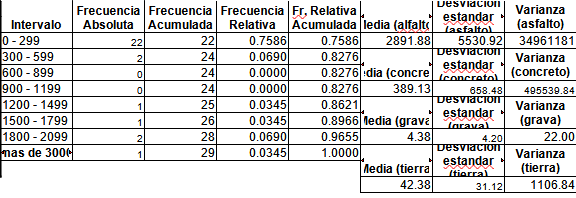 Intervalo Frecuencia Absoluta Frecuencia Acumulada Frecuencia Relativa Fr. Relativa Acumulada Media (asfalto) Desviacion estandar (asfalto) Varianza (asfalto)
0 - 299 22 22 0.7586 0.7586 2891.88 5530.92 34961181
300 - 599 2 24 0.0690 0.8276 edia (concre Desviacion estandar (concreto) Varianza (concreto)
600 - 899 0 24 0.0000 0.8276
900 - 1199 0 24 0.0000 0.8276 389.13 658.48 495539.84
1200 - 1499 1 25 0.0345 0.8621 Media (grava Desviacion estandar (grava) Varianza (grava)
1500 - 1799 1 26 0.0345 0.8966
1800 - 2099 2 28 0.0690 0.9655 4.38 4.20 22.00
mas de 3000 1 29 0.0345 1.0000 Media (tierra Desviacion estandar (tierra) Varianza (tierra)
42.38 31.12 1106.84